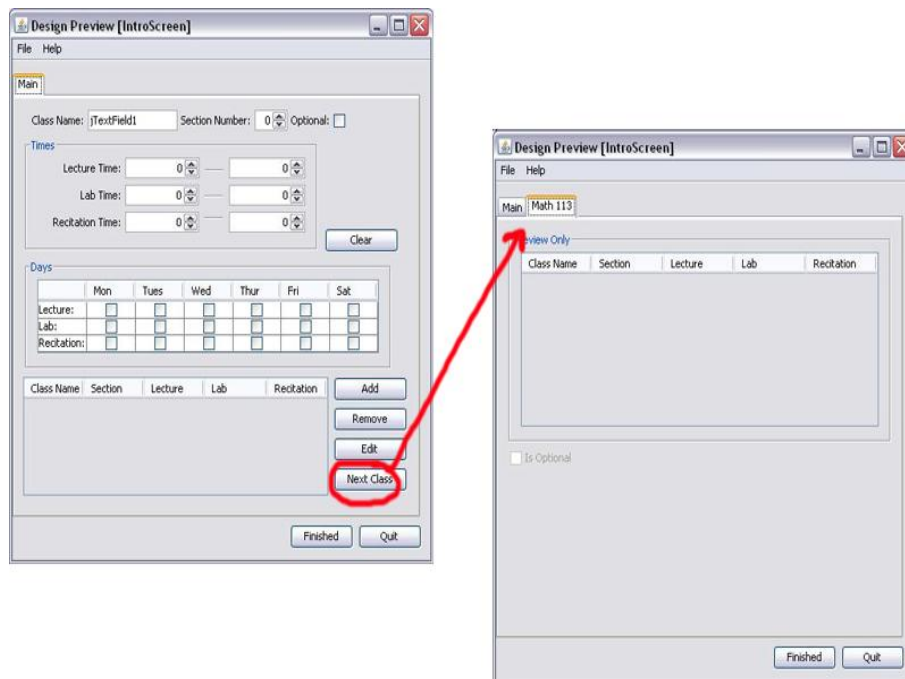 Design Preview [IntroScreen]
File Help
Main
Class Name: jTextField1 Section Number: 0 Optional:
Times
Lecture Time: 0 0
Lab Time: 0 0
Recitation Time: 0 0
Clear
Days
Mon Tues Wed Thur Fri Sat
Lecture:
Lab:
Recitation:
Class Name Section Lecture Lab Recitation
Add
Remove
Edit
Next Class
Finished Quit
Design Preview [IntroScreen]
File Help
Main Math 113
eview Only
Class Name Section Lecture Lab Recitation
Is Optional
Finished Quit